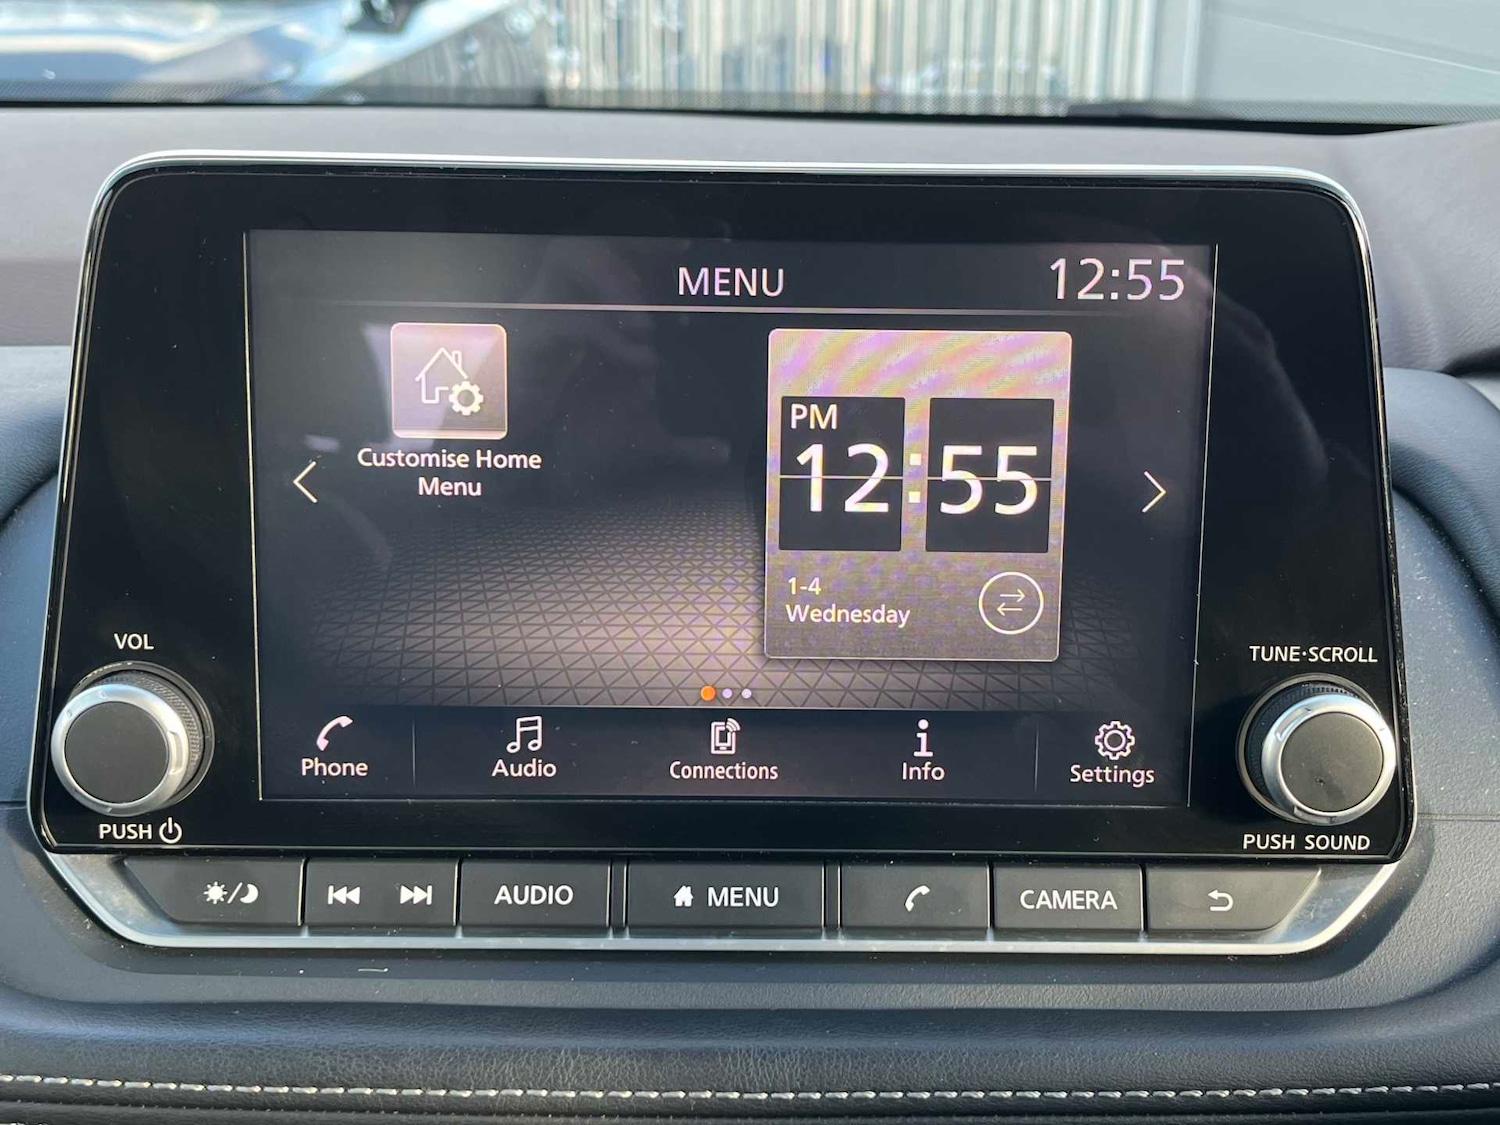 MENU
12:55
Customise Home
Menu
PM
12:55
1-4
Wednesday
VOL
TUNE·SCROLL
Phone
Audio
Connections
Info
Settings
PUSH
PUSH SOUND
AUDIO
MENU
CAMERA